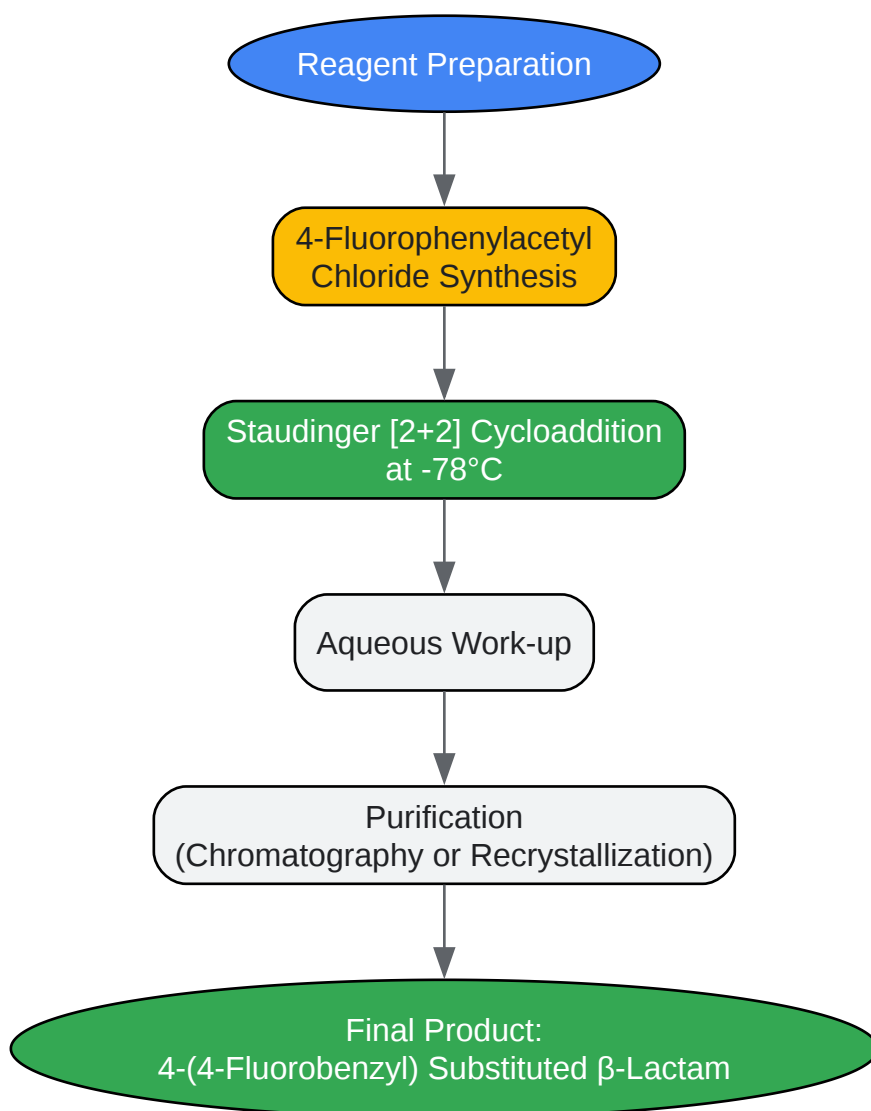 Reagent Preparation
4-Fluorophenylacetyl
Chloride Synthesis
Staudinger [2+2] Cycloaddition
at -78°C
Aqueous Work-up
Purification
(Chromatography or Recrystallization)
Final Product:
4-(4-Fluorobenzyl) Substituted β-Lactam